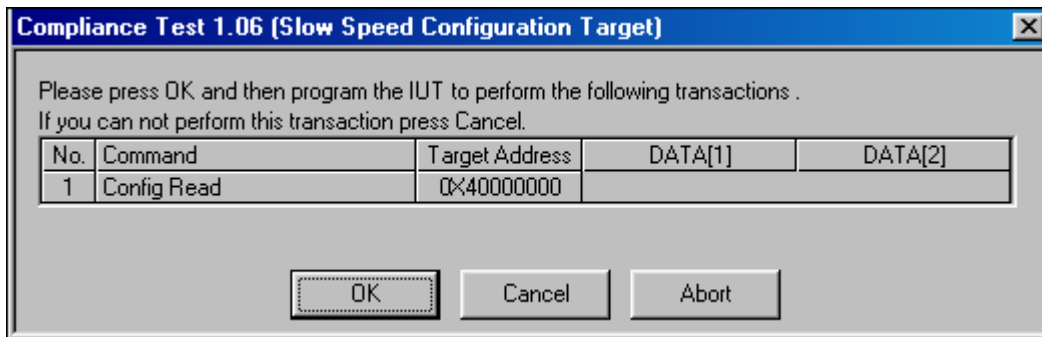 Compliance Test 1.06 (Slow Speed Configuration Target)
Please press OK and then program the IUT to perform the following transactions .
If you can not perform this transaction press Cancel.
No. Command Target Address DATA[1] DATA[2]
1 Config Read 0X40000000
OK Cancel Abort